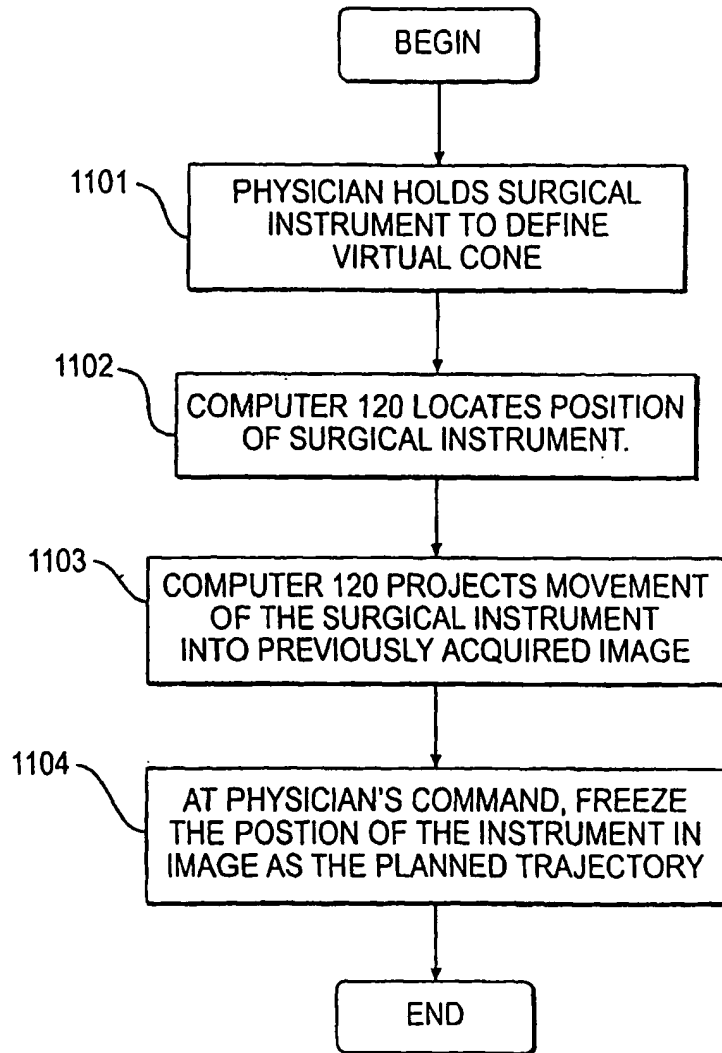 BEGIN
1101
PHYSICIAN HOLDS SURGICAL
INSTRUMENT TO DEFINE
VIRTUAL CONE
1102
COMPUTER 120 LOCATES POSITION
OF SURGICAL INSTRUMENT.
1103
COMPUTER 120 PROJECTS MOVEMENT
OF THE SURGICAL INSTRUMENT
INTO PREVIOUSLY ACQUIRED IMAGE
1104
AT PHYSICIAN'S COMMAND, FREEZE
THE POSTION OF THE INSTRUMENT IN
IMAGE AS THE PLANNED TRAJECTORY
END